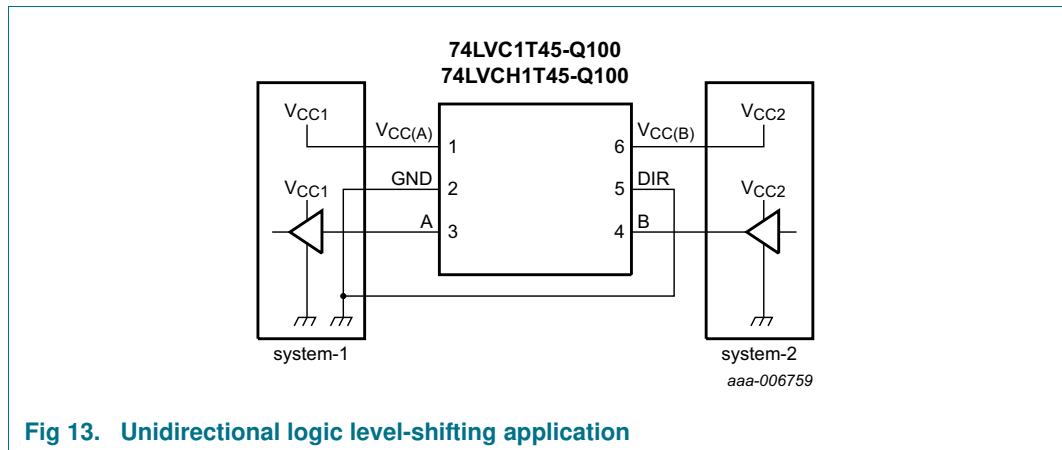 74LVC1T45-Q100
74LVCH1T45-Q100
VCC1
VCC(A)
1
6
VCC(B)
VCC2
GND
2
5
DIR
VCC1
VCC2
A
3
4
B
system-1
system-2
aaa-006759
Fig 13. Unidirectional logic level-shifting application